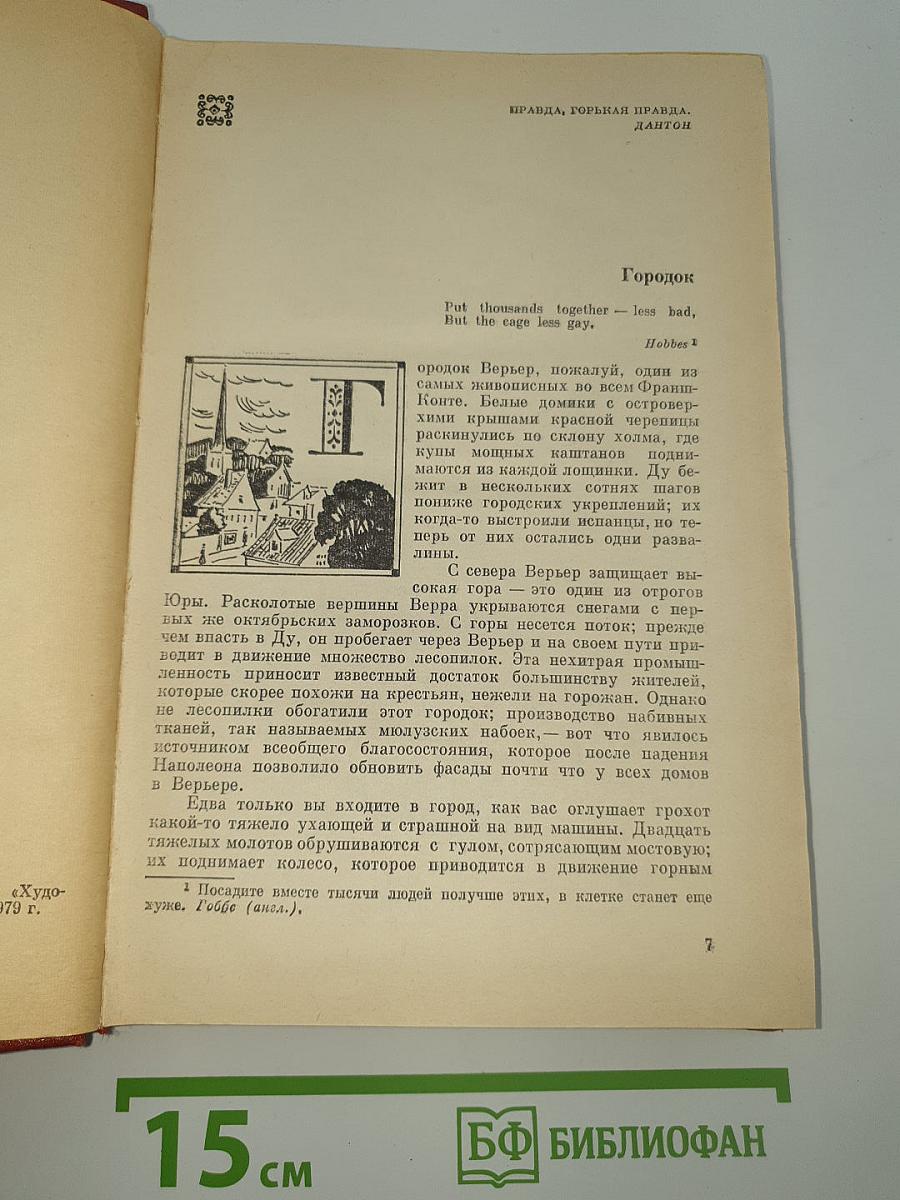 ПРАВДА, ГОРЬКАЯ ПРАВДА.
ДАНТОН
Городок
Put thousands together — less bad,
But the cage less gay.
Hobbes 1
Г
ородок Верьер, пожалуй, один из
самых живописных во всем Франш-
Конте. Белые домики с островер-
хими крышами красной черепицы
раскинулись по склону холма, где
купы мощных каштанов подни-
маются из каждой лощинки. Ду бе-
жит в нескольких сотнях шагов
пониже городских укреплений; их
когда-то выстроили испанцы, но те-
перь от них остались одни разва-
лины.
С севера Верьер защищает вы-
сокая гора — это один из отрогов
Юры. Расколотые вершины Верра укрываются снегами с пер-
вых же октябрьских заморозков. С горы несется поток; прежде
чем впасть в Ду, он пробегает через Верьер и на своем пути при-
водит в движение множество лесопилок. Эта нехитрая промыш-
ленность приносит известный достаток большинству жителей,
которые скорее похожи на крестьян, нежели на горожан. Однако
не лесопилки обогатили этот городок; производство набивных
тканей, так называемых мюлузских набоек,— вот что явилось
источником всеобщего благосостояния, которое после падения
Наполеона позволило обновить фасады почти что у всех домов
в Верьере.
Едва только вы входите в город, как вас оглушает грохот
какой-то тяжело ухающей и страшной на вид машины. Двадцать
тяжелых молотов обрушиваются с гулом, сотрясающим мостовую;
их поднимает колесо, которое приводится в движение горным
1 Посадите вместе тысячи людей получше этих, в клетке станет еще
хуже. Гоббс (англ.).
7
«Худо-
979 г.
15 см
БФ БИБЛИОФАН